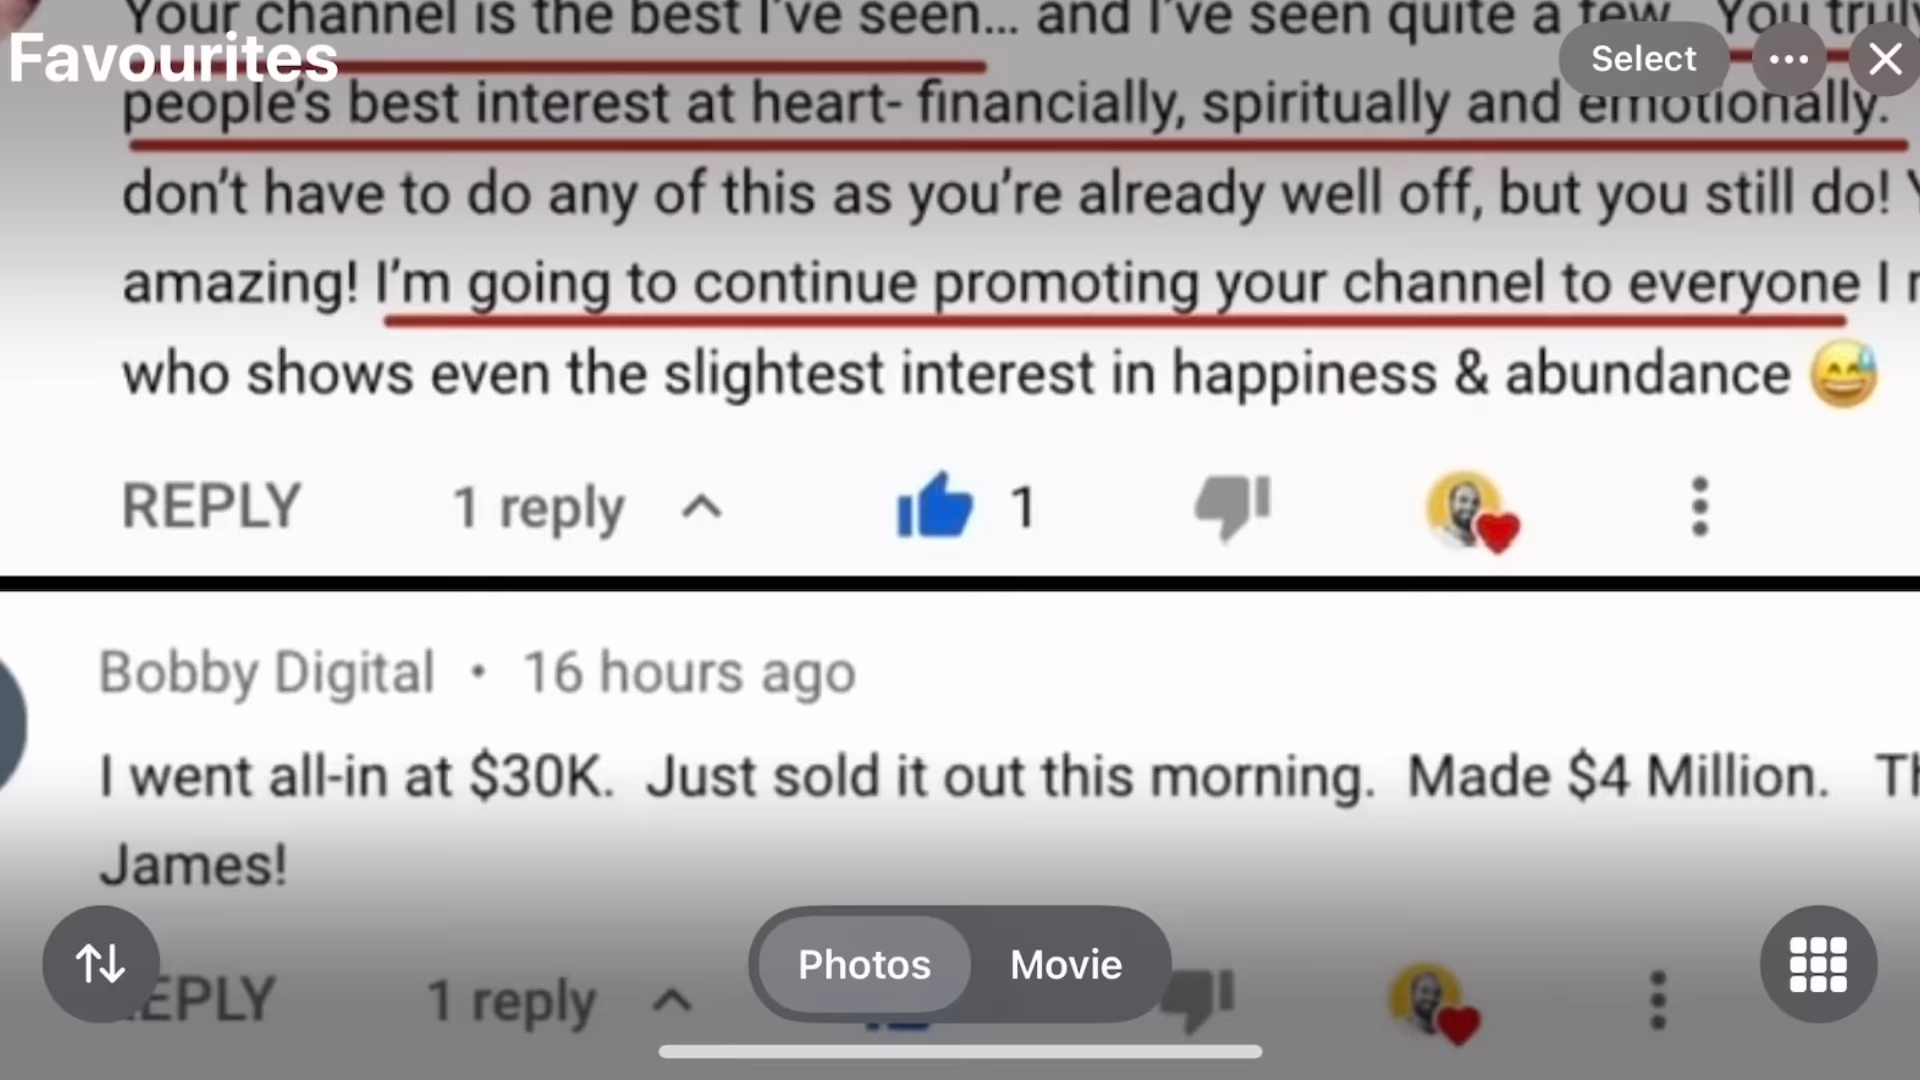 Your channel is the best I've seen... and I've seen quite a few. You truly
Favourites
Select
people's best interest at heart- financially, spiritually and emotionally.
don't have to do any of this as you're already well off, but you still do!
amazing! I'm going to continue promoting your channel to everyone I
who shows even the slightest interest in happiness & abundance 😅
REPLY 1 reply 1
Bobby Digital • 16 hours ago
I went all-in at $30K. Just sold it out this morning. Made $4 Million.
James!
Photos Movie
1 reply